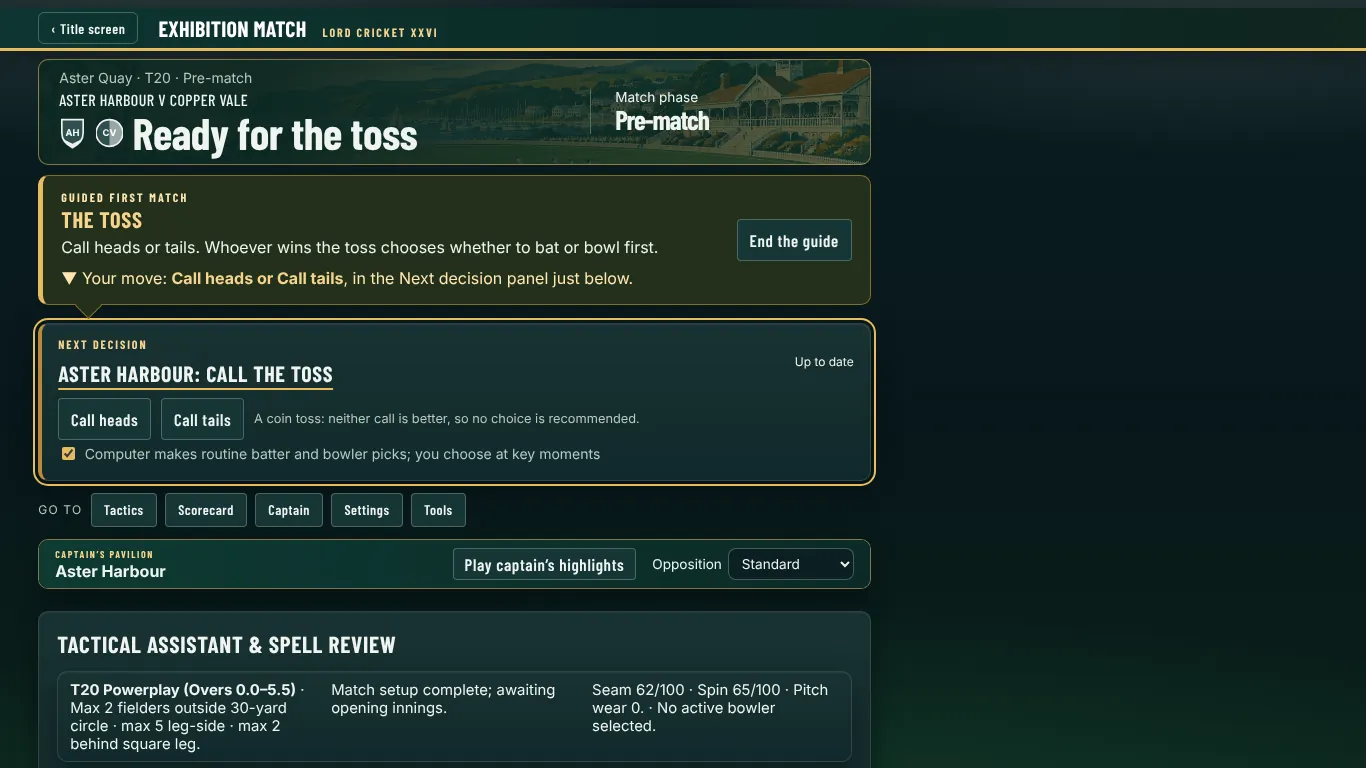 ‹ Title screen
EXHIBITION MATCH
LORD CRICKET XXVI
Aster Quay · T20 · Pre-match
ASTER HARBOUR V COPPER VALE
AH
CV
Ready for the toss
Match phase
Pre-match
GUIDED FIRST MATCH
THE TOSS
Call heads or tails. Whoever wins the toss chooses whether to bat or bowl first.
▼ Your move: Call heads or Call tails, in the Next decision panel just below.
End the guide
NEXT DECISION
ASTER HARBOUR: CALL THE TOSS
Up to date
Call heads
Call tails
A coin toss: neither call is better, so no choice is recommended.
Computer makes routine batter and bowler picks; you choose at key moments
GO TO
Tactics
Scorecard
Captain
Settings
Tools
CAPTAIN'S PAVILION
Aster Harbour
Play captain's highlights
Opposition
Standard
TACTICAL ASSISTANT & SPELL REVIEW
T20 Powerplay (Overs 0.0–5.5) ·
Max 2 fielders outside 30-yard
circle · max 5 leg-side · max 2
behind square leg.
Match setup complete; awaiting
opening innings.
Seam 62/100 · Spin 65/100 · Pitch
wear 0. · No active bowler
selected.